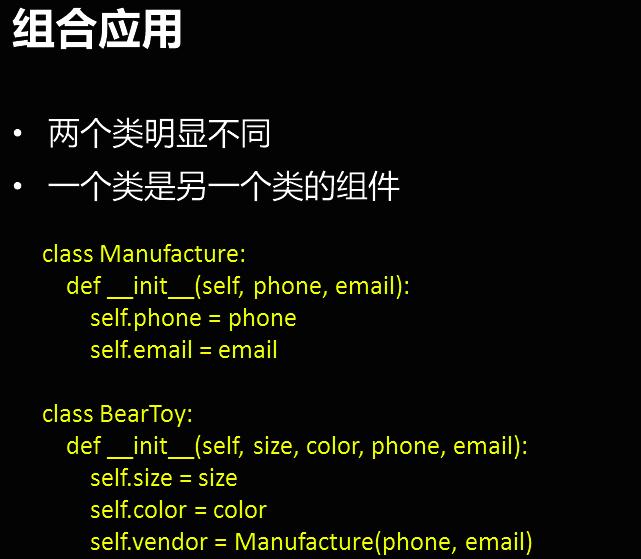 组合应用
• 两个类明显不同
• 一个类是另一个类的组件
class Manufacture:
    def __init__(self, phone, email):
        self.phone = phone
        self.email = email
class BearToy:
    def __init__(self, size, color, phone, email):
        self.size = size
        self.color = color
        self.vendor = Manufacture(phone, email)